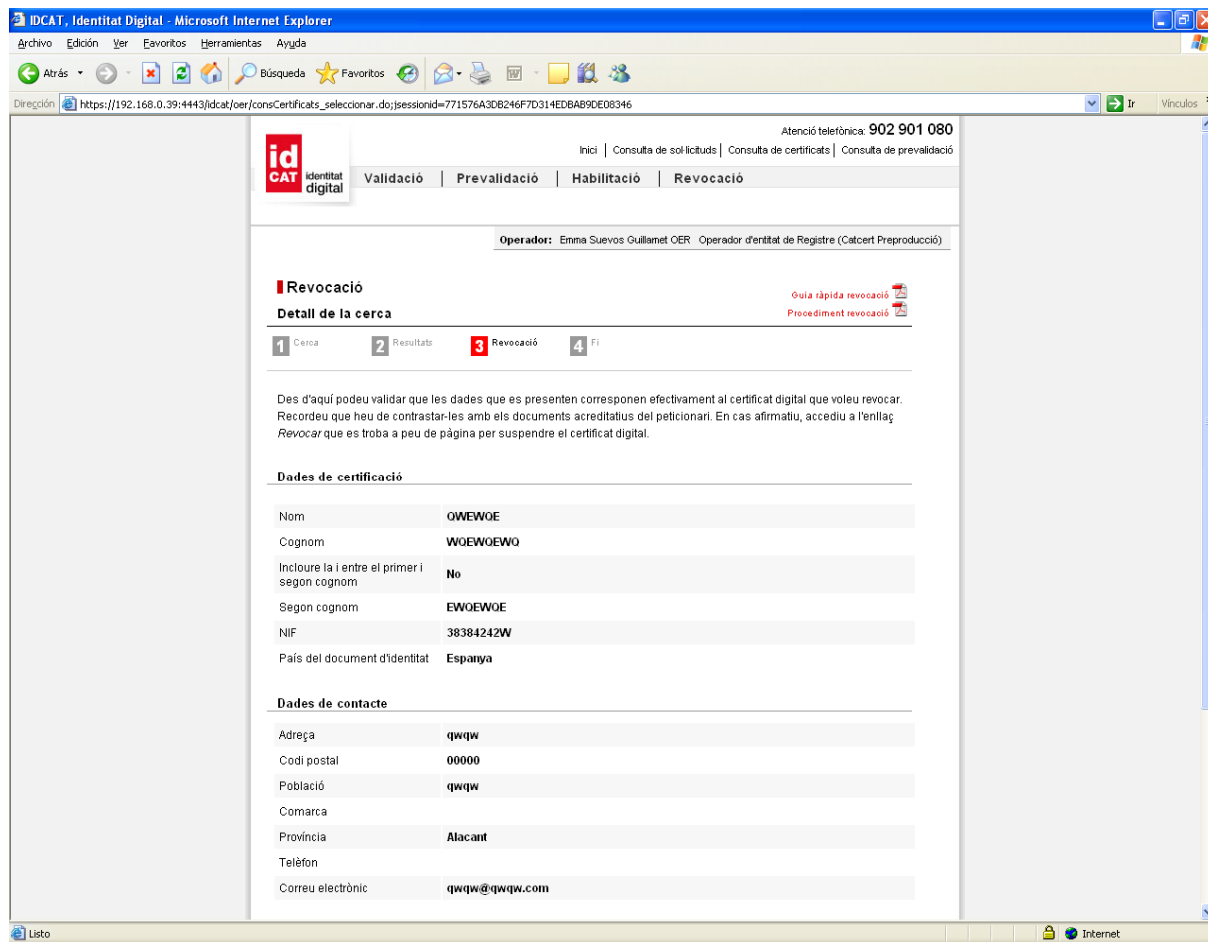 IDCAT, Identitat Digital - Microsoft Internet Explorer
Archivo Edición Ver Favoritos Herramientas Ayuda
Atrás Búsqueda Favoritos
Dirección https://192.168.0.39:4443/idcat/oer/consCertificats_seleccionar.do;jsessionid=771576A3DB246F7D314EDBAB9DE08346 Ir Vínculos
Atenció telefònica: 902 901 080
Inici | Consulta de sol·licituds | Consulta de certificats | Consulta de prevalidació
id CAT identitat digital
Validació | Prevalidació | Habilitació | Revocació
Operador: Emma Suevos Guillamet OER Operador d'entitat de Registre (Catcert Preproducció)
Revocació
Guia ràpida revocació
Detall de la cerca
Procediment revocació
1 Cerca 2 Resultats 3 Revocació 4 Fi
Des d'aquí podeu validar que les dades que es presenten corresponen efectivament al certificat digital que voleu revocar.
Recordeu que heu de contrastar-les amb els documents acreditatius del peticionari. En cas afirmatiu, accediu a l'enllaç
Revocar que es troba a peu de pàgina per suspendre el certificat digital.
Dades de certificació
Nom QWEWQE
Cognom WQEWQEWQ
Incloure la i entre el primer i segon cognom No
Segon cognom EWQEWQE
NIF 38384242W
País del document d'identitat Espanya
Dades de contacte
Adreça qwqw
Codi postal 00000
Població qwqw
Comarca
Província Alacant
Telèfon
Correu electrònic qwqw@qwqw.com
Listo Internet